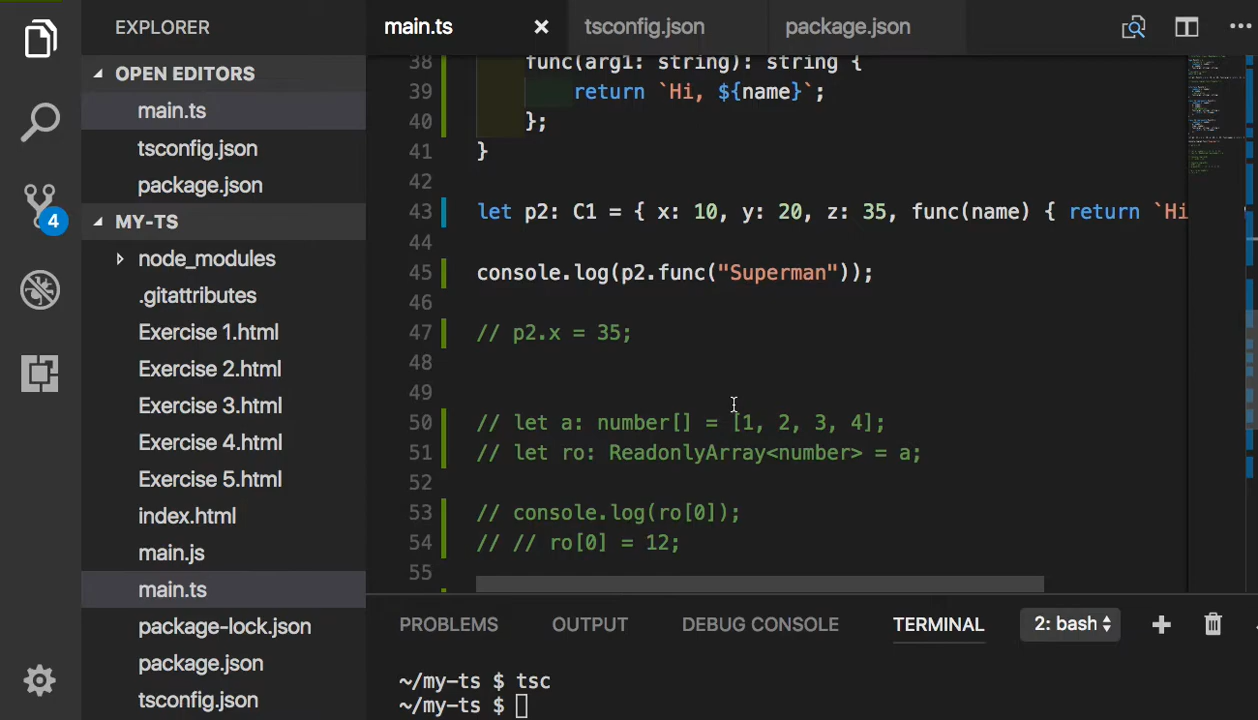 EXPLORER
OPEN EDITORS
main.ts
tsconfig.json
package.json
MY-TS
node_modules
.gitattributes
Exercise 1.html
Exercise 2.html
Exercise 3.html
Exercise 4.html
Exercise 5.html
index.html
main.js
main.ts
package-lock.json
package.json
tsconfig.json
4
main.ts tsconfig.json package.json
38 func(arg1: string): string {
39 return `Hi, ${name}`;
40 };
41 }
42
43 let p2: C1 = { x: 10, y: 20, z: 35, func(name) { return `Hi
44
45 console.log(p2.func("Superman"));
46
47 // p2.x = 35;
48
49
50 // let a: number[] = [1, 2, 3, 4];
51 // let ro: ReadonlyArray<number> = a;
52
53 // console.log(ro[0]);
54 // // ro[0] = 12;
55
PROBLEMS OUTPUT DEBUG CONSOLE TERMINAL 2: bash
~/my-ts $ tsc
~/my-ts $